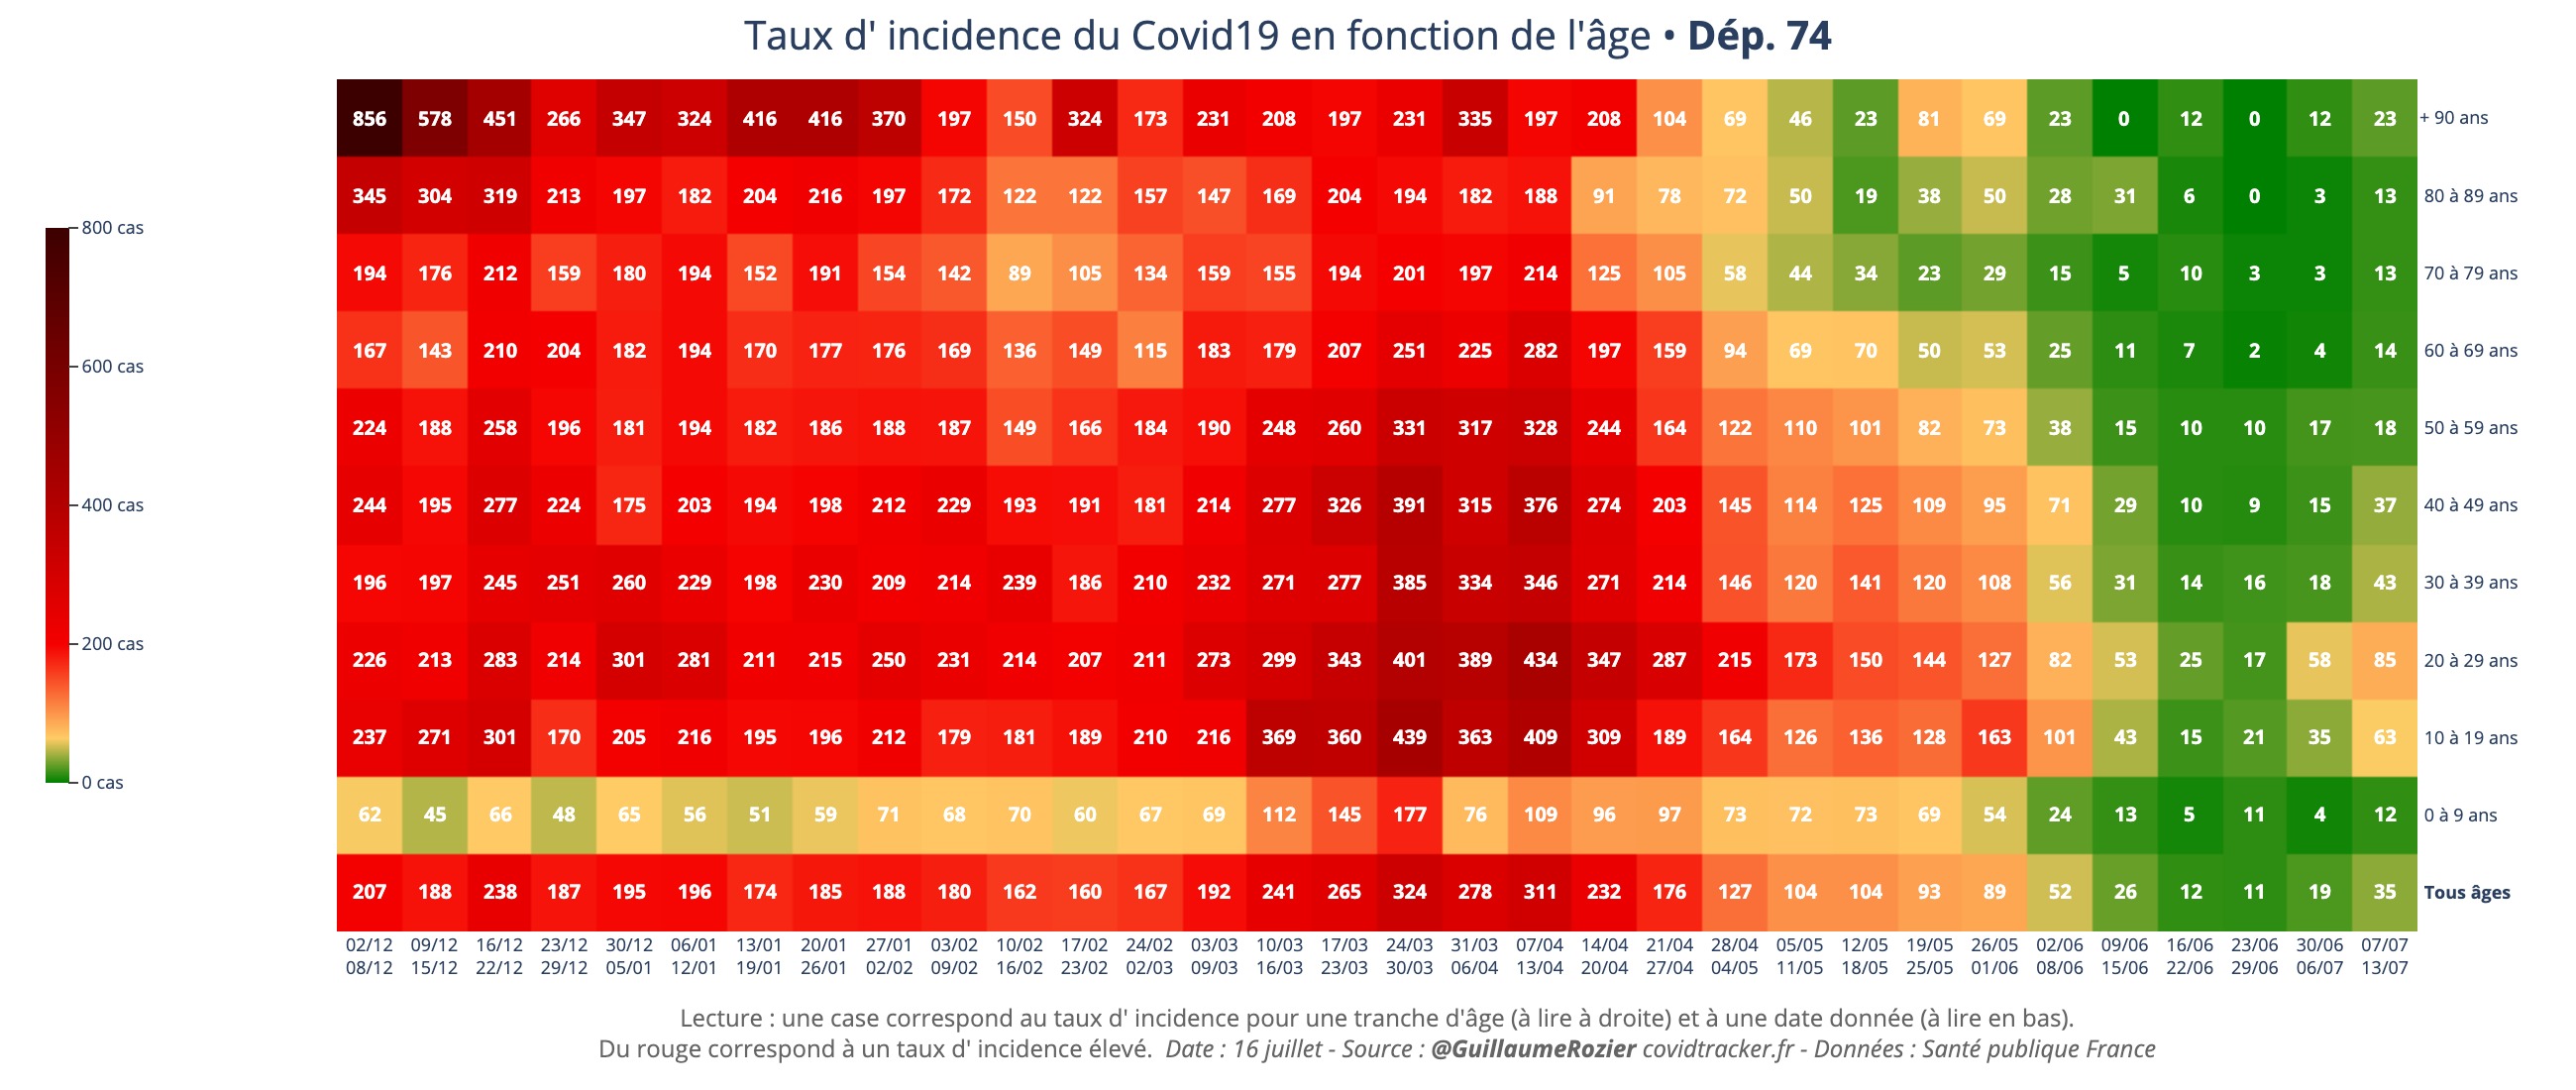 Taux d' incidence du Covid19 en fonction de l'âge • Dép. 74
800 cas
600 cas
400 cas
200 cas
0 cas
856 578 451 266 347 324 416 416 370 197 150 324 173 231 208 197 231 335 197 208 104 69 46 23 81 69 23 0 12 0 12 23 + 90 ans
345 304 319 213 197 182 204 216 197 172 122 122 157 147 169 204 194 182 188 91 78 72 50 19 38 50 28 31 6 0 3 13 80 à 89 ans
194 176 212 159 180 194 152 191 154 142 89 105 134 159 155 194 201 197 214 125 105 58 44 34 23 29 15 5 10 3 3 13 70 à 79 ans
167 143 210 204 182 194 170 177 176 169 136 149 115 183 179 207 251 225 282 197 159 94 69 70 50 53 25 11 7 2 4 14 60 à 69 ans
224 188 258 196 181 194 182 186 188 187 149 166 184 190 248 260 331 317 328 244 164 122 110 101 82 73 38 15 10 10 17 18 50 à 59 ans
244 195 277 224 175 203 194 198 212 229 193 191 181 214 277 326 391 315 376 274 203 145 114 125 109 95 71 29 10 9 15 37 40 à 49 ans
196 197 245 251 260 229 198 230 209 214 239 186 210 232 271 277 385 334 346 271 214 146 120 141 120 108 56 31 14 16 18 43 30 à 39 ans
226 213 283 214 301 281 211 215 250 231 214 207 211 273 299 343 401 389 434 347 287 215 173 150 144 127 82 53 25 17 58 85 20 à 29 ans
237 271 301 170 205 216 195 196 212 179 181 189 210 216 369 360 439 363 409 309 189 164 126 136 128 163 101 43 15 21 35 63 10 à 19 ans
62 45 66 48 65 56 51 59 71 68 70 60 67 69 112 145 177 76 109 96 97 73 72 73 69 54 24 13 5 11 4 12 0 à 9 ans
207 188 238 187 195 196 174 185 188 180 162 160 167 192 241 265 324 278 311 232 176 127 104 104 93 89 52 26 12 11 19 35 Tous âges
02/12 09/12 16/12 23/12 30/12 06/01 13/01 20/01 27/01 03/02 10/02 17/02 24/02 03/03 10/03 17/03 24/03 31/03 07/04 14/04 21/04 28/04 05/05 12/05 19/05 26/05 02/06 09/06 16/06 23/06 30/06 07/07
08/12 15/12 22/12 29/12 05/01 12/01 19/01 26/01 02/02 09/02 16/02 23/02 02/03 09/03 16/03 23/03 30/03 06/04 13/04 20/04 27/04 04/05 11/05 18/05 25/05 01/06 08/06 15/06 22/06 29/06 06/07 13/07
Lecture : une case correspond au taux d' incidence pour une tranche d'âge (à lire à droite) et à une date donnée (à lire en bas).
Du rouge correspond à un taux d' incidence élevé. Date : 16 juillet - Source : @GuillaumeRozier covidtracker.fr - Données : Santé publique France